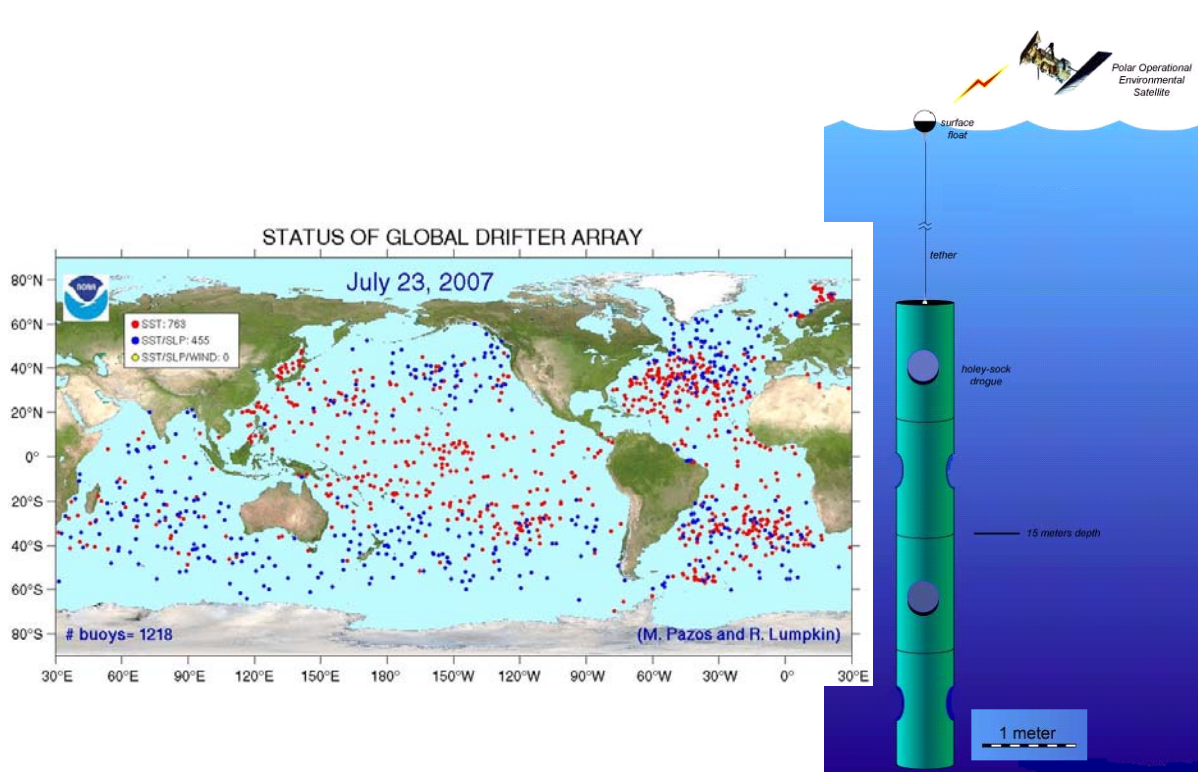 Polar Operational
Environmental
Satellite
surface
float
tether
holey-sock
drogue
15 meters depth
1 meter
STATUS OF GLOBAL DRIFTER ARRAY
July 23, 2007
NOAA
SST: 763
SST/SLP: 455
SST/SLP/WIND: 0
80°N
60°N
40°N
20°N
0°
20°S
40°S
60°S
80°S
# buoys= 1218
(M. Pazos and R. Lumpkin)
30°E 60°E 90°E 120°E 150°E 180° 150°W 120°W 90°W 60°W 30°W 0° 30°E